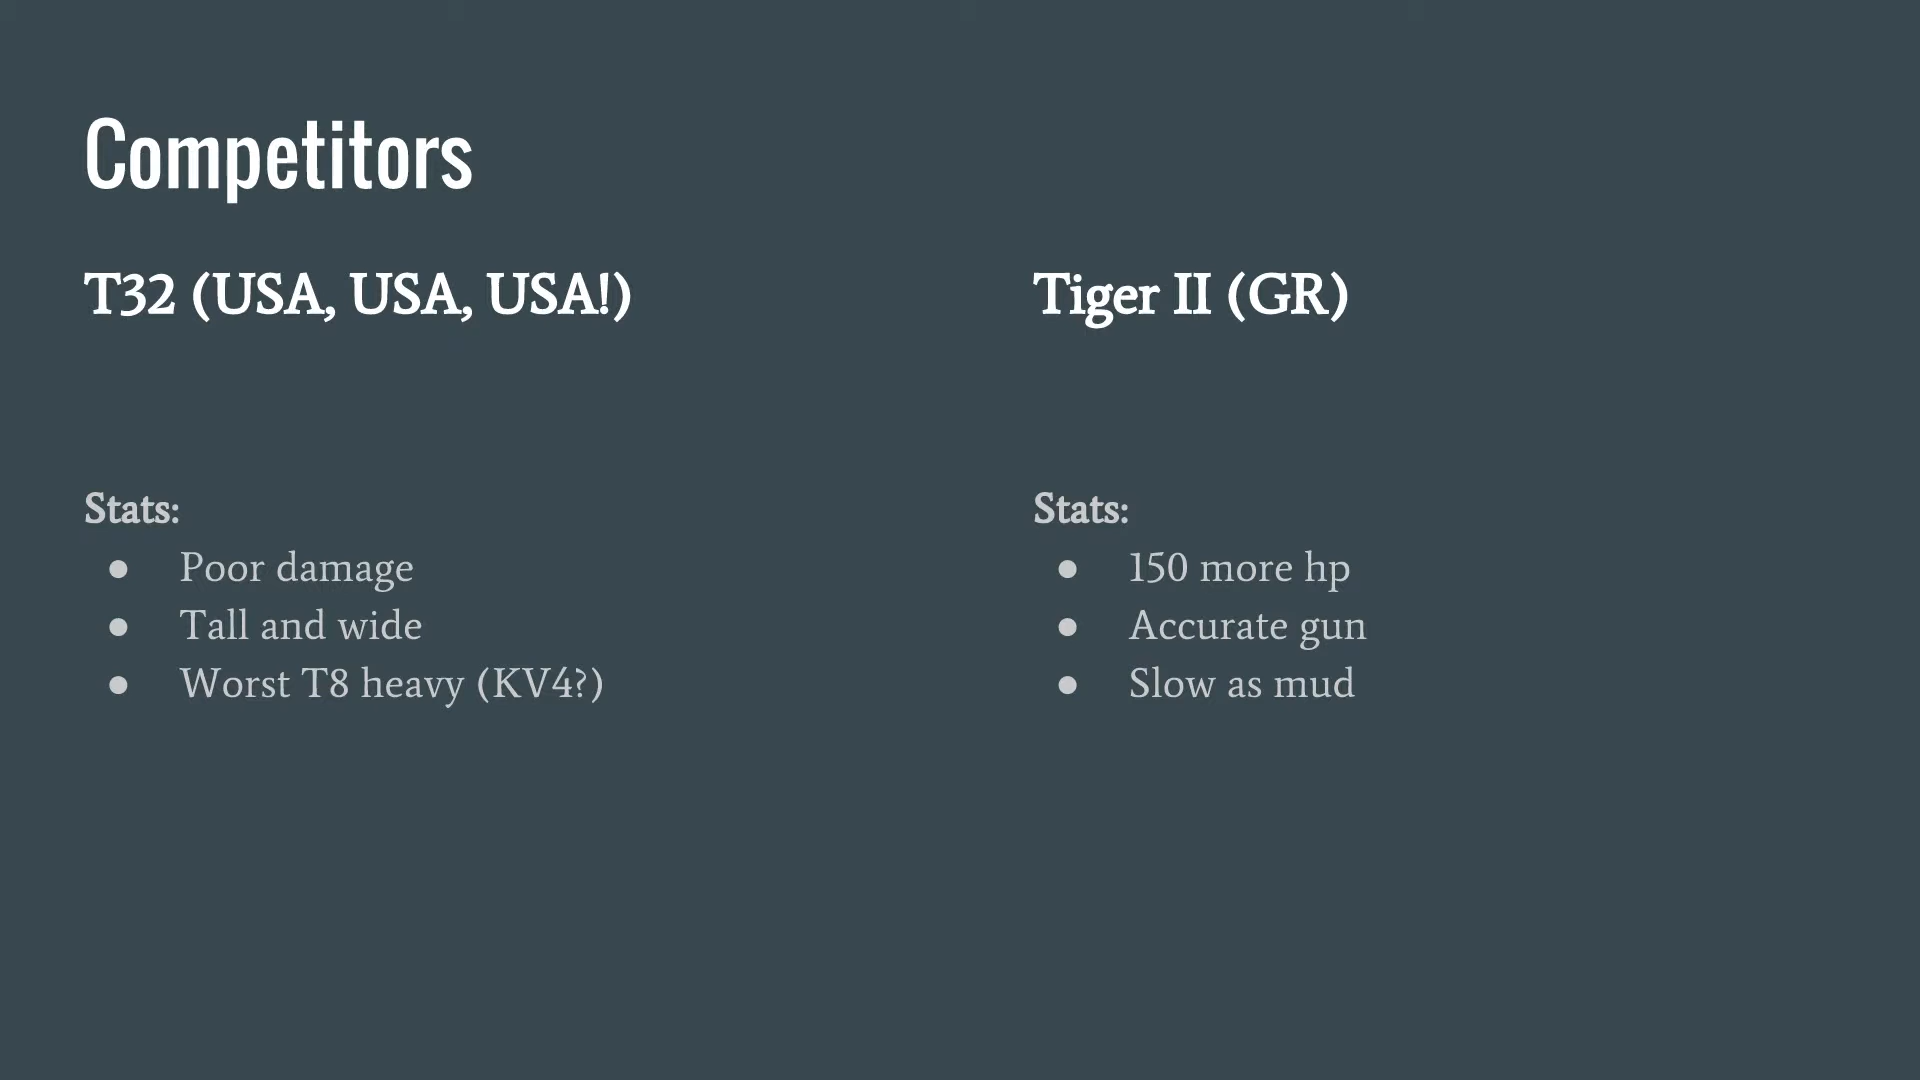 Competitors
T32 (USA, USA, USA!)
Stats:
● Poor damage
● Tall and wide
● Worst T8 heavy (KV4?)
Tiger II (GR)
Stats:
● 150 more hp
● Accurate gun
● Slow as mud